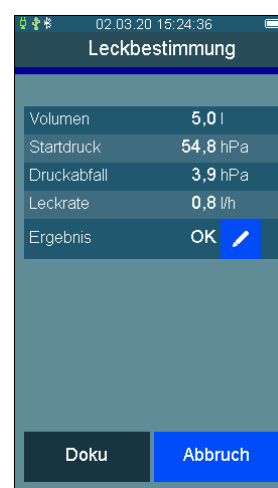 02.03.20 15:24:36
Leckbestimmung
Volumen 5,0 l
Startdruck 54,8 hPa
Druckabfall 3,9 hPa
Leckrate 0,8 l/h
Ergebnis OK
Doku Abbruch